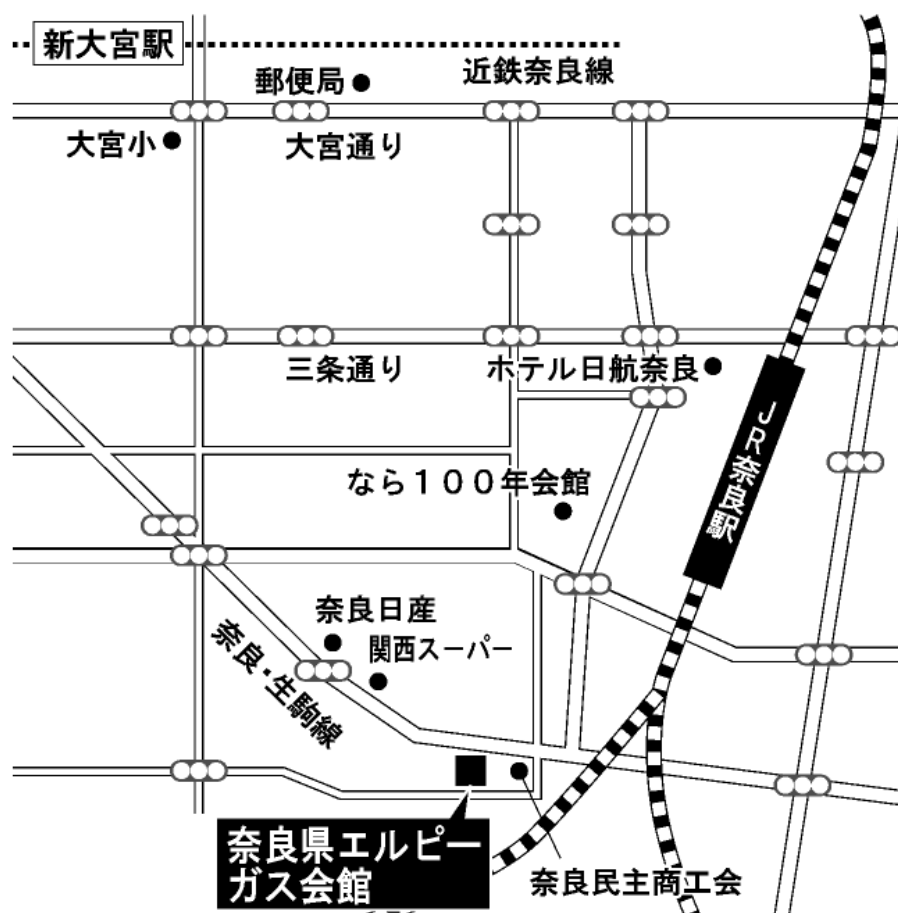 新大宮駅
近鉄奈良線
郵便局
大宮小
大宮通り
三条通り
ホテル日航奈良
JR奈良駅
なら100年会館
奈良日産
関西スーパー
奈良・生駒線
奈良県エルピー
ガス会館
奈良民主商工会